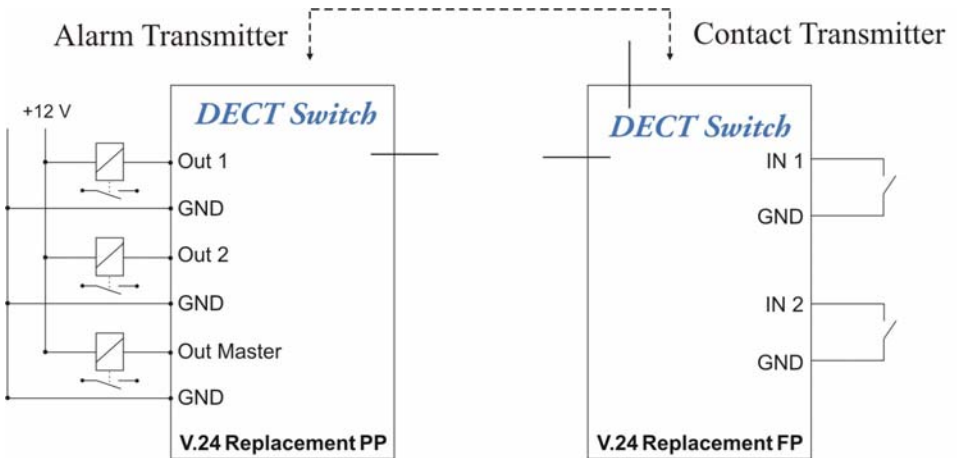 Alarm Transmitter
Contact Transmitter
+12 V
DECT Switch
Out 1
GND
Out 2
GND
Out Master
GND
V.24 Replacement PP
DECT Switch
IN 1
GND
IN 2
GND
V.24 Replacement FP